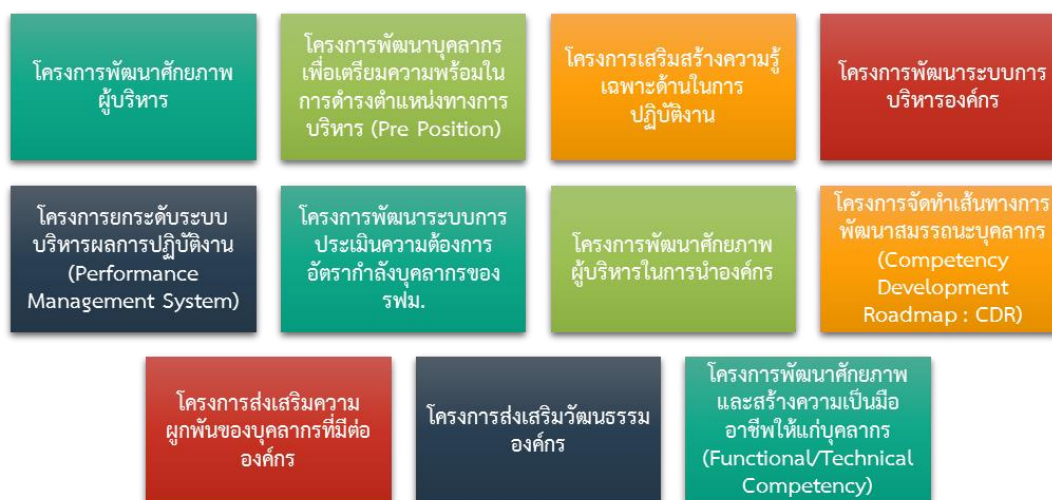 โครงการพัฒนาศักยภาพ
ผู้บริหาร
โครงการพัฒนาบุคลากร
เพื่อเตรียมความพร้อมใน
การดำรงตำแหน่งทางการ
บริหาร (Pre Position)
โครงการเสริมสร้างความรู้
เฉพาะด้านในการ
ปฏิบัติงาน
โครงการพัฒนาระบบการ
บริหารองค์กร
โครงการยกระดับระบบ
บริหารผลการปฏิบัติงาน
(Performance
Management System)
โครงการพัฒนาระบบการ
ประเมินความต้องการ
อัตรากำลังบุคลากรของ
รฟม.
โครงการพัฒนาศักยภาพ
ผู้บริหารในการนำองค์กร
โครงการจัดทำเส้นทางการ
พัฒนาสมรรถนะบุคลากร
(Competency
Development
Roadmap : CDR)
โครงการส่งเสริมความ
ผูกพันของบุคลากรที่มีต่อ
องค์กร
โครงการส่งเสริมวัฒนธรรม
องค์กร
โครงการพัฒนาศักยภาพ
และสร้างความเป็นมือ
อาชีพให้แก่บุคลากร
(Functional/Technical
Competency)